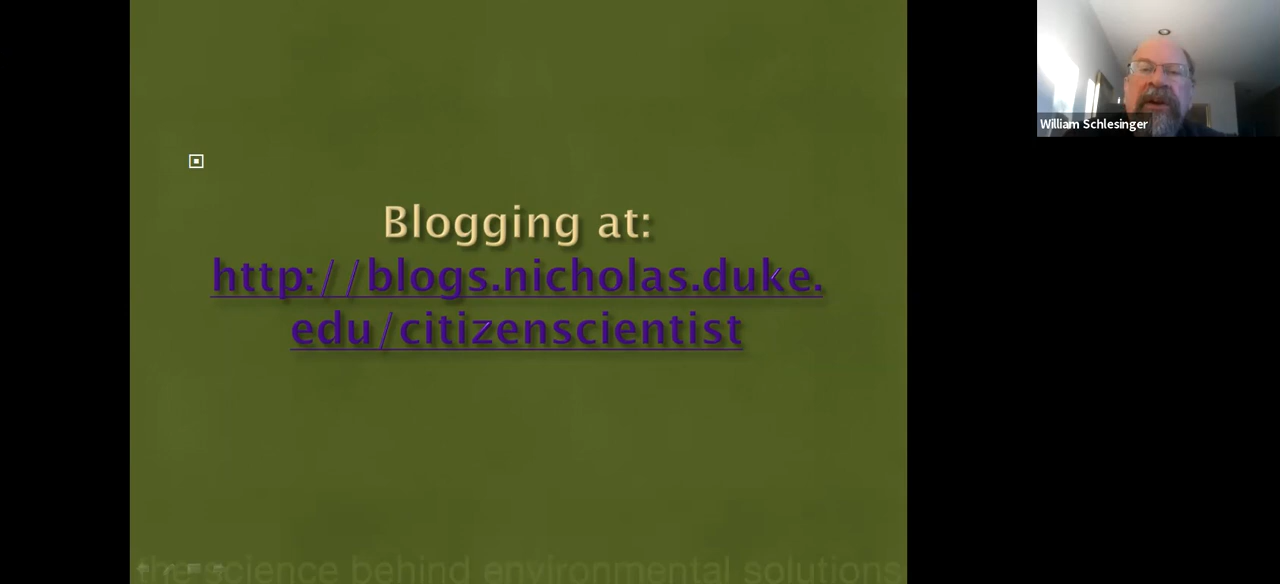 Blogging at:
http://blogs.nicholas.duke.
edu/citizenscientist
the science behind environmental solutions
William Schlesinger